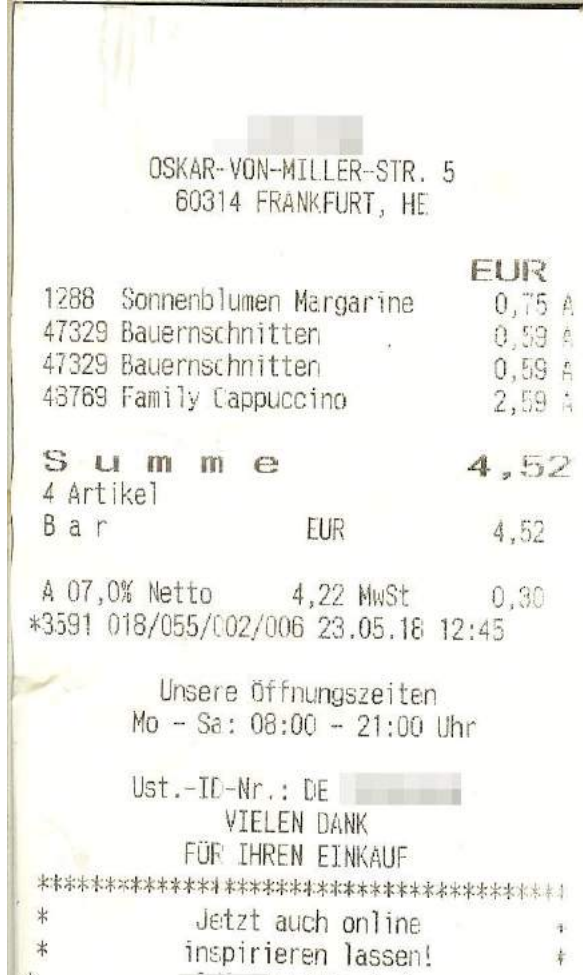 OSKAR-VON-MILLER-STR. 5
60314 FRANKFURT, HE
EUR
1288 Sonnenblumen Margarine 0,75 A
47329 Bauernschnitten 0,59 A
47329 Bauernschnitten 0,59 A
48769 Family Cappuccino 2,59 A
Summe 4,52
4 Artikel
Bar EUR 4,52
A 07,0% Netto 4,22 MwSt 0,30
*3591 018/055/002/006 23.05.18 12:45
Unsere Öffnungszeiten
Mo - Sa: 08:00 - 21:00 Uhr
Ust.-ID-Nr.: DE
VIELEN DANK
FÜR IHREN EINKAUF
****************************************
* Jetzt auch online *
* inspirieren lassen! *